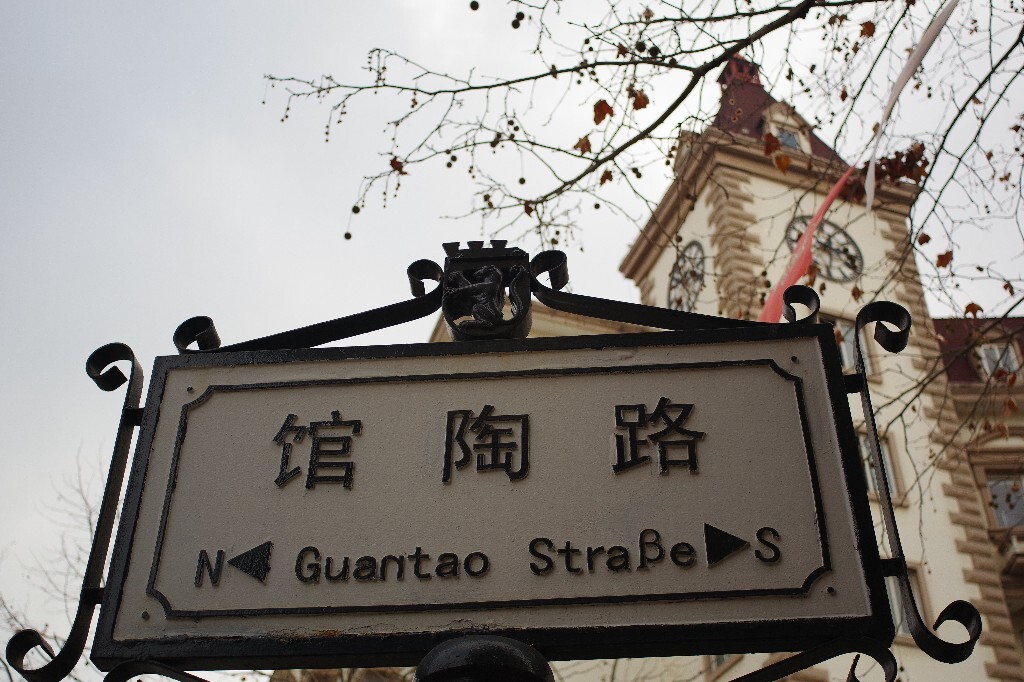 馆陶路
N◀ Guantao Straße ▶S